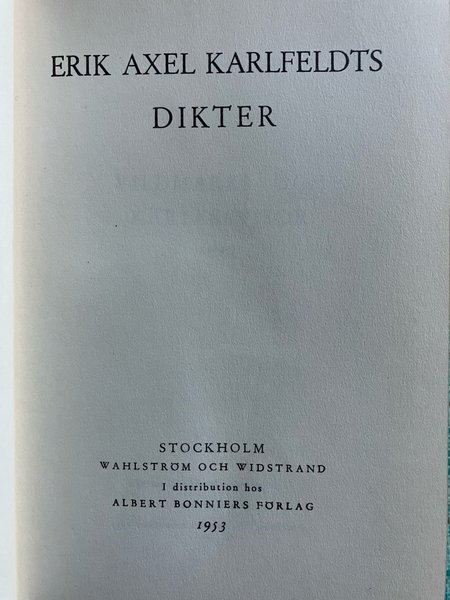 ERIK AXEL KARLFELDTS
DIKTER
STOCKHOLM
WAHLSTRÖM OCH WIDSTRAND
I distribution hos
ALBERT BONNIERS FÖRLAG
1953